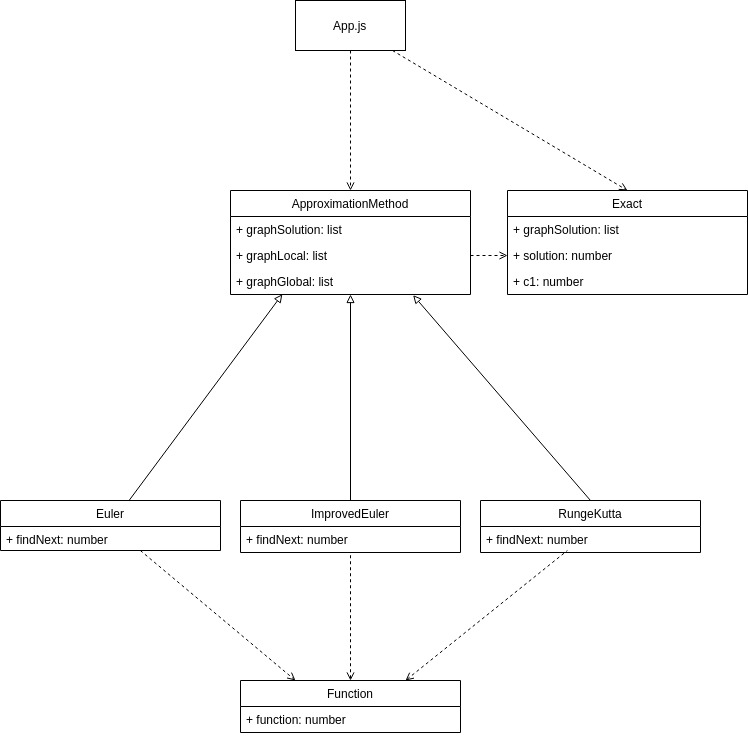 App.js
ApproximationMethod
+ graphSolution: list
+ graphLocal: list
+ graphGlobal: list
Exact
+ graphSolution: list
+ solution: number
+ c1: number
Euler
+ findNext: number
ImprovedEuler
+ findNext: number
RungeKutta
+ findNext: number
Function
+ function: number